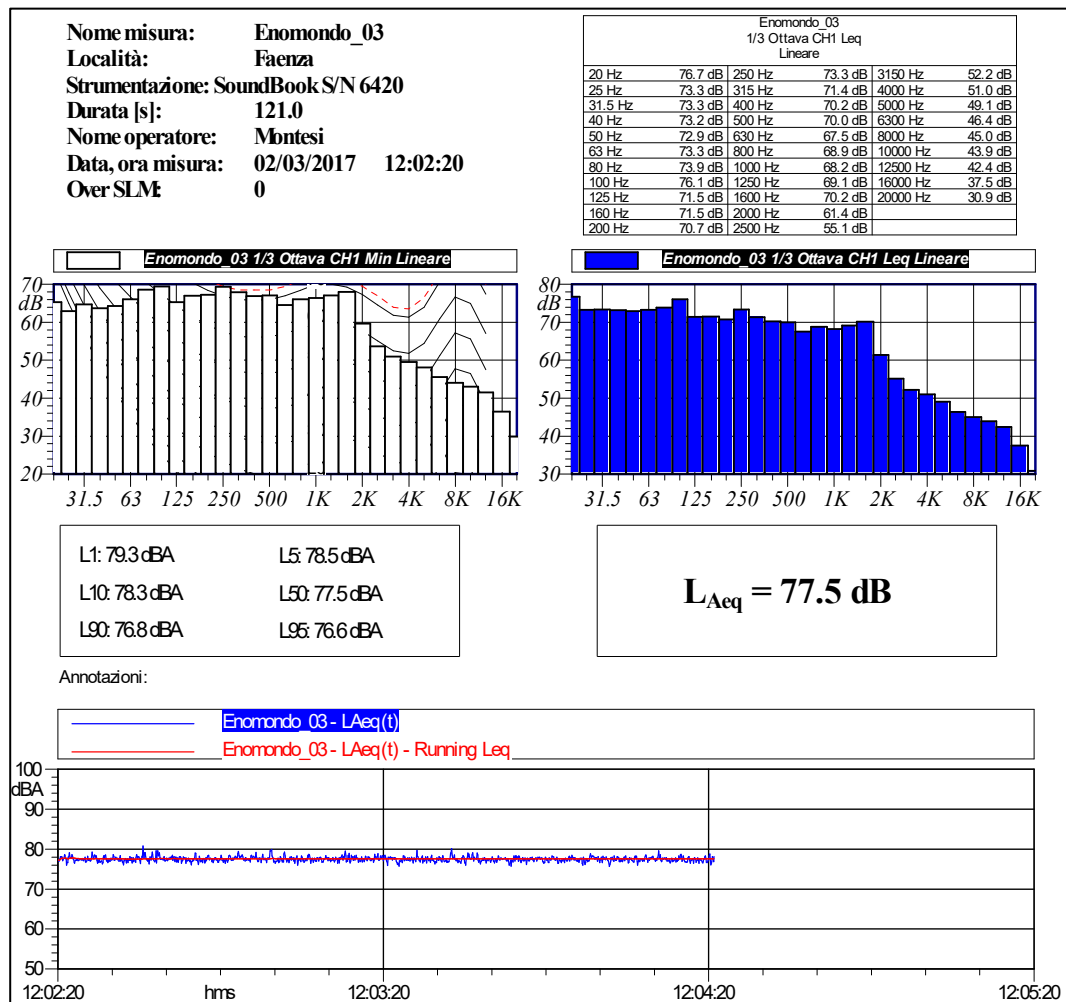 Nome misura: Enomondo_03
Località: Faenza
Strumentazione: SoundBook S/N 6420
Durata [s]: 121.0
Nome operatore: Montesi
Data, ora misura: 02/03/2017 12:02:20
Over SLM: 0
Enomondo_03
1/3 Ottava CH1 Leq
Lineare
20 Hz 76.7 dB 250 Hz 73.3 dB 3150 Hz 52.2 dB
25 Hz 73.3 dB 315 Hz 71.4 dB 4000 Hz 51.0 dB
31.5 Hz 73.3 dB 400 Hz 70.2 dB 5000 Hz 49.1 dB
40 Hz 73.2 dB 500 Hz 70.0 dB 6300 Hz 46.4 dB
50 Hz 72.9 dB 630 Hz 67.5 dB 8000 Hz 45.0 dB
63 Hz 73.3 dB 800 Hz 68.9 dB 10000 Hz 43.9 dB
80 Hz 73.9 dB 1000 Hz 68.2 dB 12500 Hz 42.4 dB
100 Hz 76.1 dB 1250 Hz 69.1 dB 16000 Hz 37.5 dB
125 Hz 71.5 dB 1600 Hz 70.2 dB 20000 Hz 30.9 dB
160 Hz 71.5 dB 2000 Hz 61.4 dB
200 Hz 70.7 dB 2500 Hz 55.1 dB
Enomondo_03 1/3 Ottava CH1 Min Lineare
70
dB
60
50
40
30
20
31.5 63 125 250 500 1K 2K 4K 8K 16K
Enomondo_03 1/3 Ottava CH1 Leq Lineare
80
dB
70
60
50
40
30
31.5 63 125 250 500 1K 2K 4K 8K 16K
L1: 79.3 dBA L5: 78.5 dBA
L10: 78.3 dBA L50: 77.5 dBA
L90: 76.8 dBA L95: 76.6 dBA
LAeq = 77.5 dB
Annotazioni:
Enomondo_03 - LAeq(t)
Enomondo_03 - LAeq(t) - Running Leq
100
dBA
90
80
70
60
50
12:02:20 hms 12:03:20 12:04:20 12:05:20